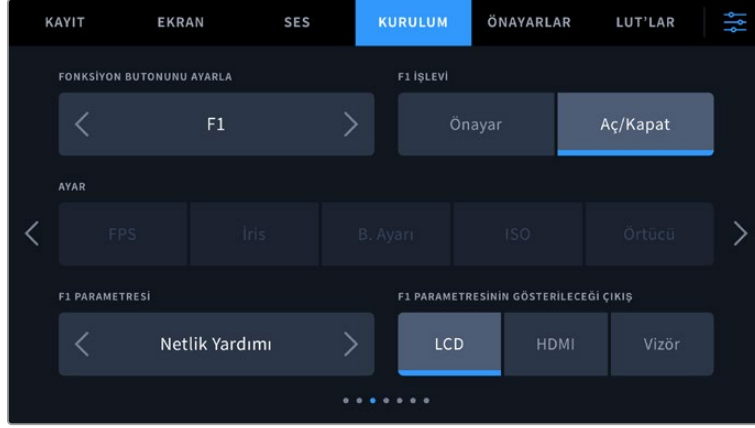 KAYIT EKRAN SES KURULUM ÖNAYARLAR LUT'LAR
FONKSİYON BUTONUNU AYARLA F1 İŞLEVİ
F1 Önayar Aç/Kapat
AYAR
FPS İris B. Ayarı ISO Örtücü
F1 PARAMETRESİ F1 PARAMETRESİNİN GÖSTERİLECEĞİ ÇIKIŞ
Netlik Yardımı LCD HDMI Vizör